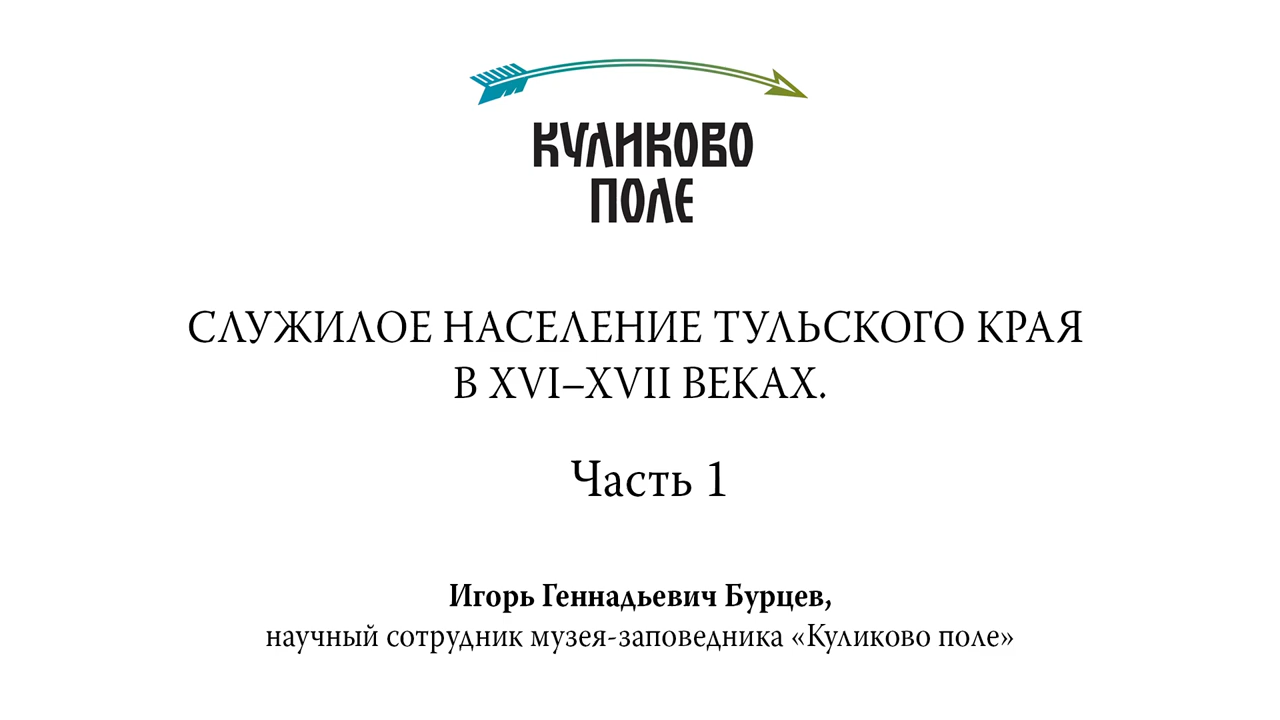 КУЛИКОВО
ПОЛЕ
СЛУЖИЛОЕ НАСЕЛЕНИЕ ТУЛЬСКОГО КРАЯ
В XVI–XVII ВЕКАХ.
Часть 1
Игорь Геннадьевич Бурцев,
научный сотрудник музея-заповедника «Куликово поле»